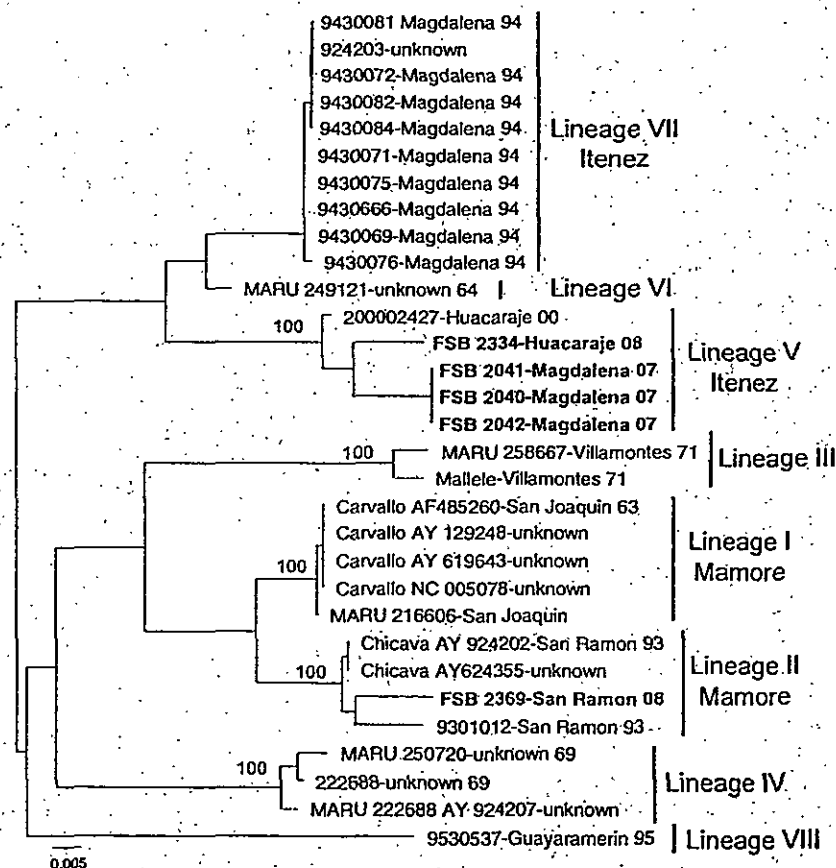 9430081 Magdalena 94
924203-unknown
9430072-Magdalena 94
9430082-Magdalena 94
9430084-Magdalena 94
9430071-Magdalena 94
9430075-Magdalena 94
9430666-Magdalena 94
9430069-Magdalena 94
9430076-Magdalena 94
Lineage VII
Itenez
MARU 249121-unknown 64
Lineage VI
100
200002427-Huacaraje 00
FSB 2334-Huacaraje 08
FSB 2041-Magdalena 07
FSB 2040-Magdalena 07
FSB 2042-Magdalena 07
Lineage V
Itenez
100
MARU 258667-Villamontes 71
Mallele-Villamontes 71
Lineage III
100
Carvallo AF485260-San Joaquin 63
Carvallo AY 129248-unknown
Carvallo AY 619643-unknown
Carvallo NC 005078-unknown
MARU 216606-San Joaquin
Lineage I
Mamore
100
Chicava AY 924202-San Ramon 93
Chicava AY624355-unknown
FSB 2369-San Ramon 08
9301012-San Ramon 93
Lineage II
Mamore
100
MARU 250720-unknown 69
222688-unknown 69
MARU 222688 AY 924207-unknown
Lineage IV
9530537-Guayaramerin 95
Lineage VIII
0.005